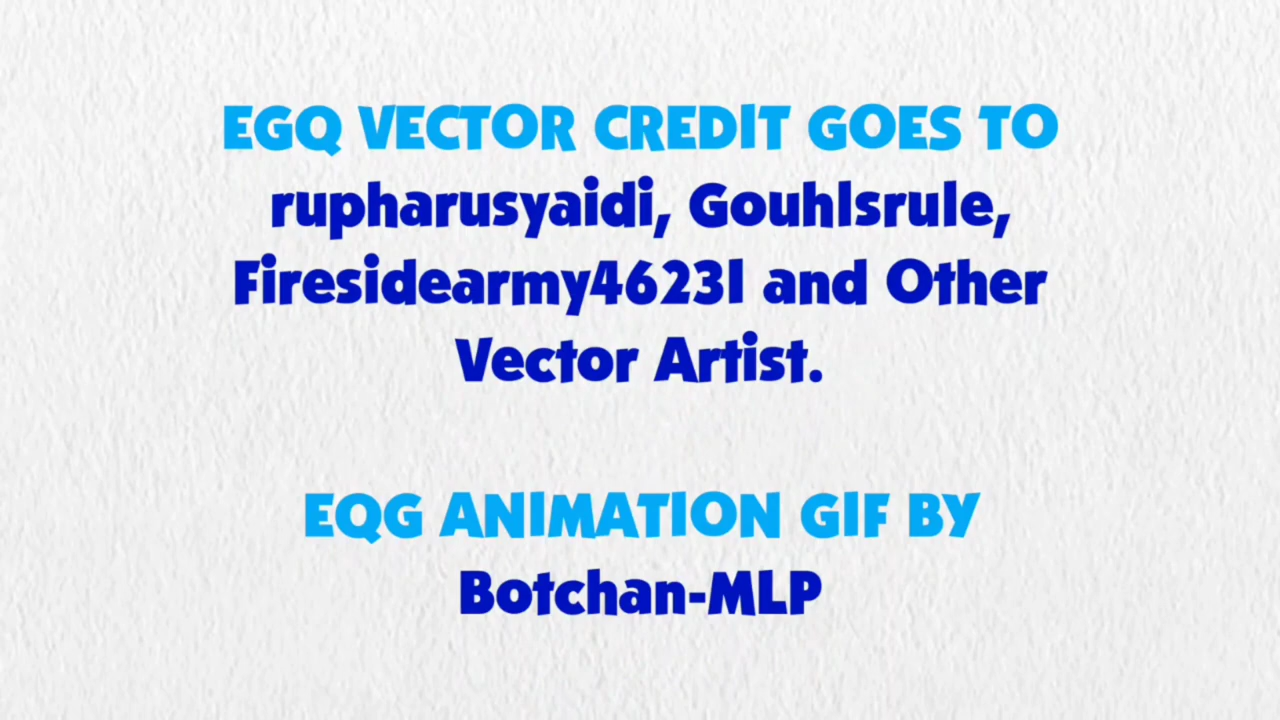 EGQ VECTOR CREDIT GOES TO
rupharusyaidi, Gouhlsrule,
Firesidearmy46231 and Other
Vector Artist.
EQG ANIMATION GIF BY
Botchan-MLP